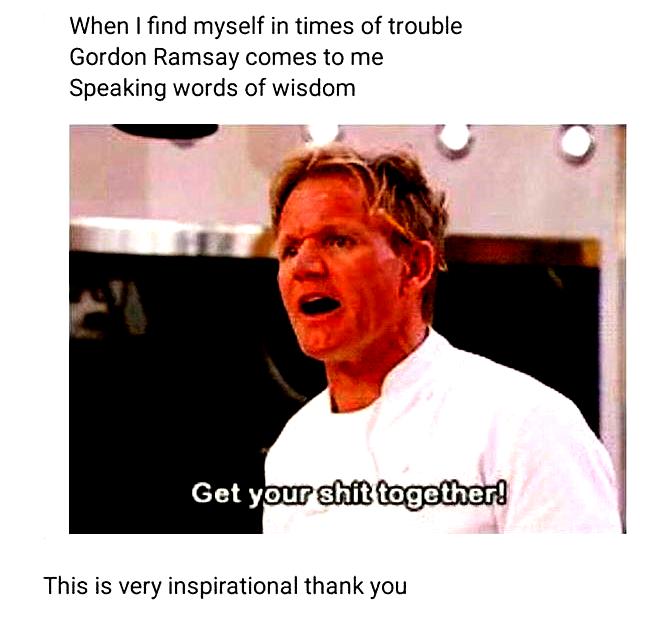 When I find myself in times of trouble
Gordon Ramsay comes to me
Speaking words of wisdom
Get your shit together!
This is very inspirational thank you